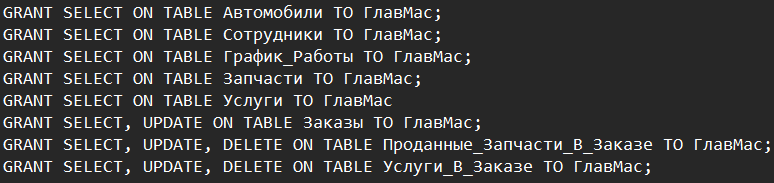 GRANT SELECT ON TABLE Автомобили TO ГлавМас;
GRANT SELECT ON TABLE Сотрудники TO ГлавМас;
GRANT SELECT ON TABLE График_Работы TO ГлавМас;
GRANT SELECT ON TABLE Запчасти TO ГлавМас;
GRANT SELECT ON TABLE Услуги TO ГлавМас
GRANT SELECT, UPDATE ON TABLE Заказы TO ГлавМас;
GRANT SELECT, UPDATE, DELETE ON TABLE Проданные_Запчасти_В_Заказе TO ГлавМас;
GRANT SELECT, UPDATE, DELETE ON TABLE Услуги_В_Заказе TO ГлавМас;